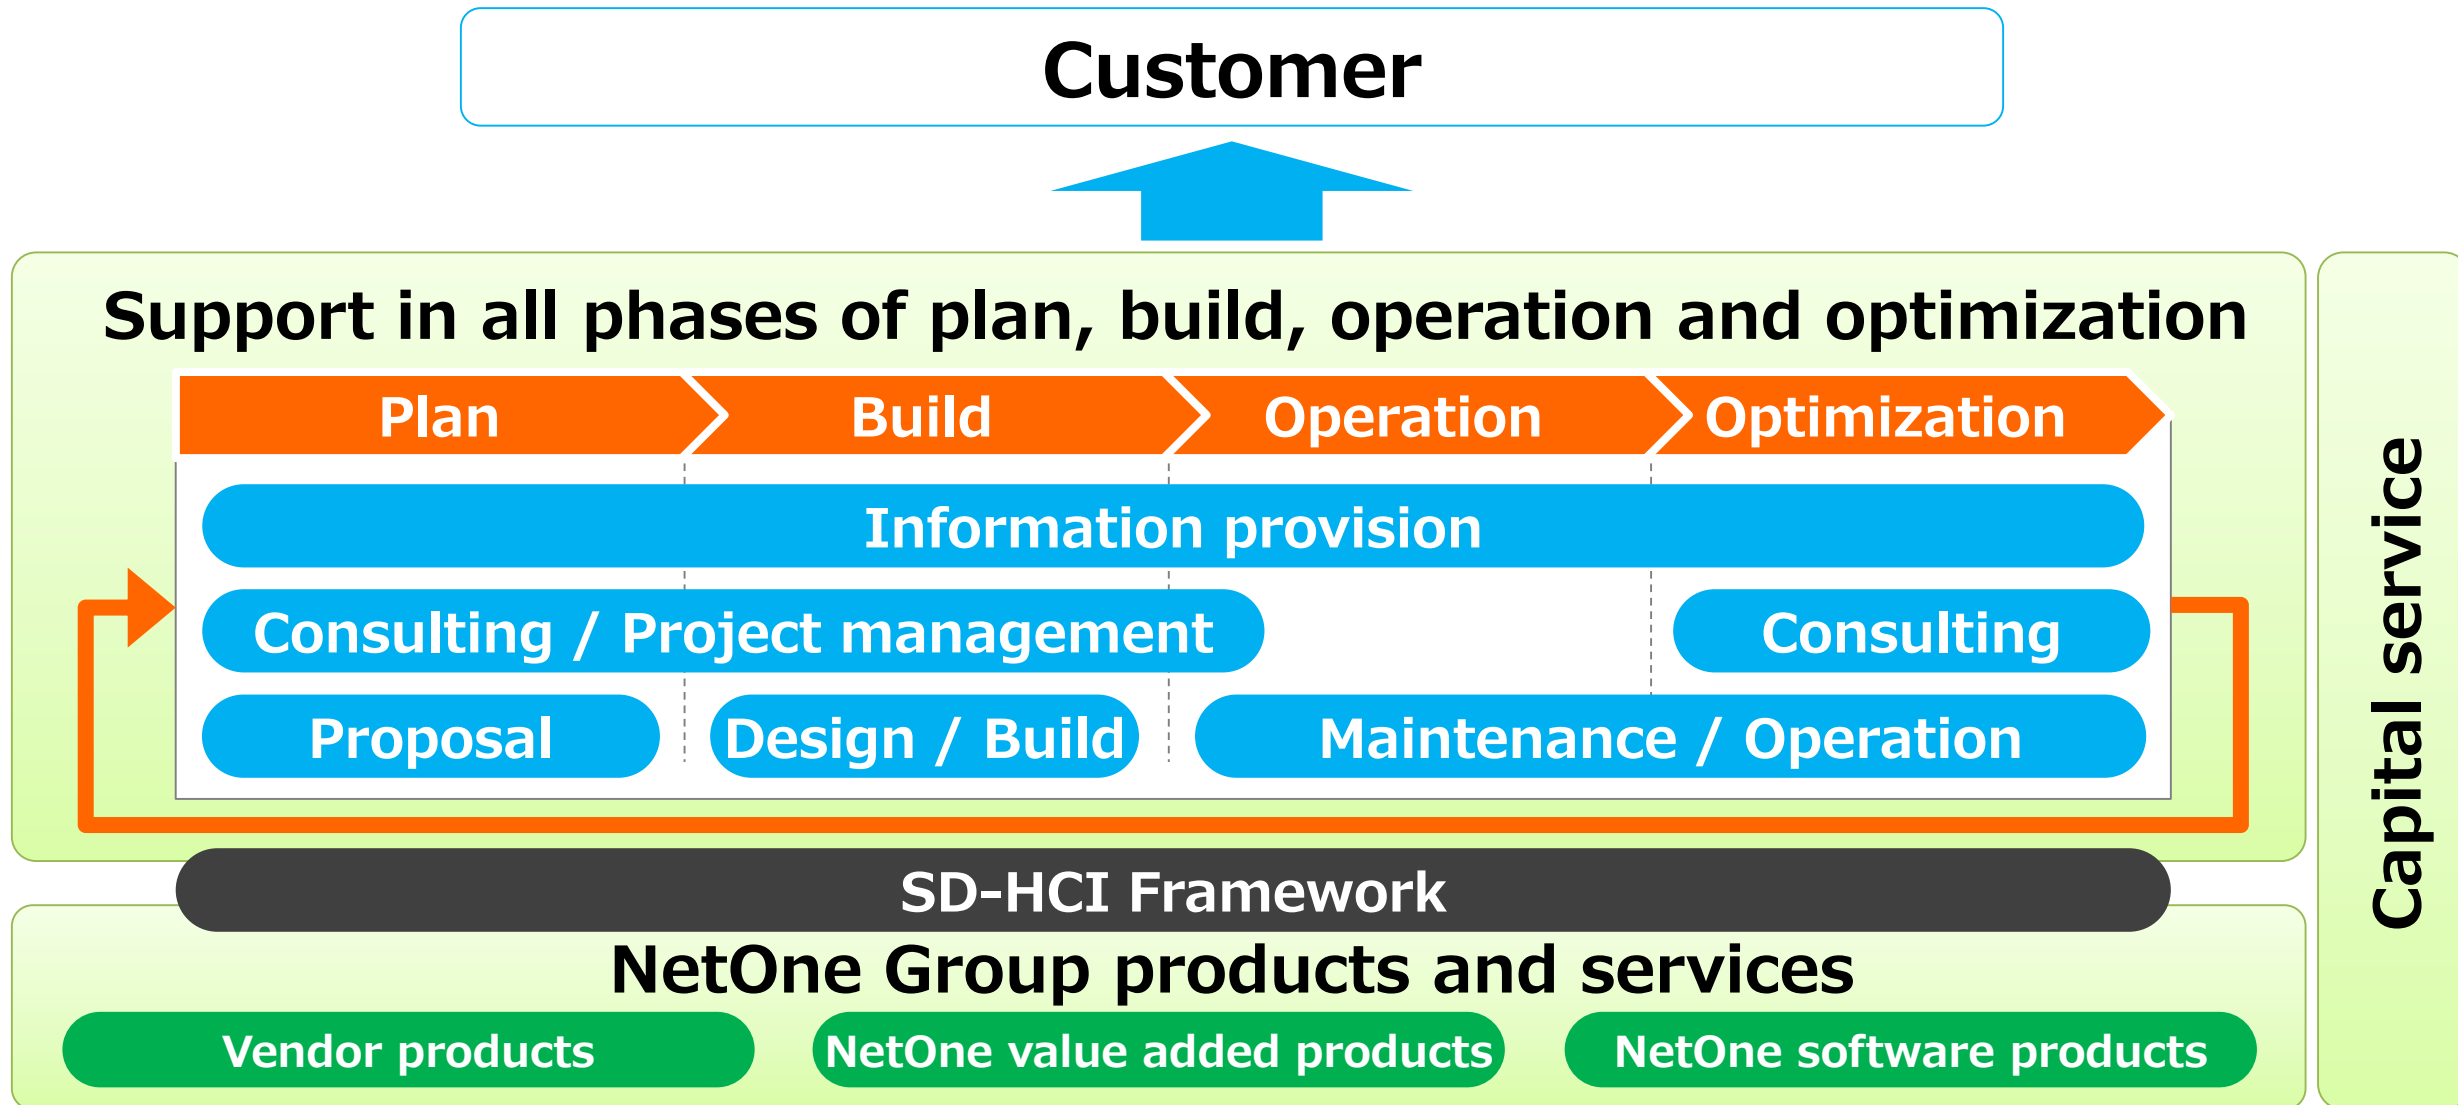 Customer
Support in all phases of plan, build, operation and optimization
Plan
Build
Operation
Optimization
Information provision
Consulting / Project management
Consulting
Proposal
Design / Build
Maintenance / Operation
SD-HCI Framework
NetOne Group products and services
Vendor products
NetOne value added products
NetOne software products
Capital service